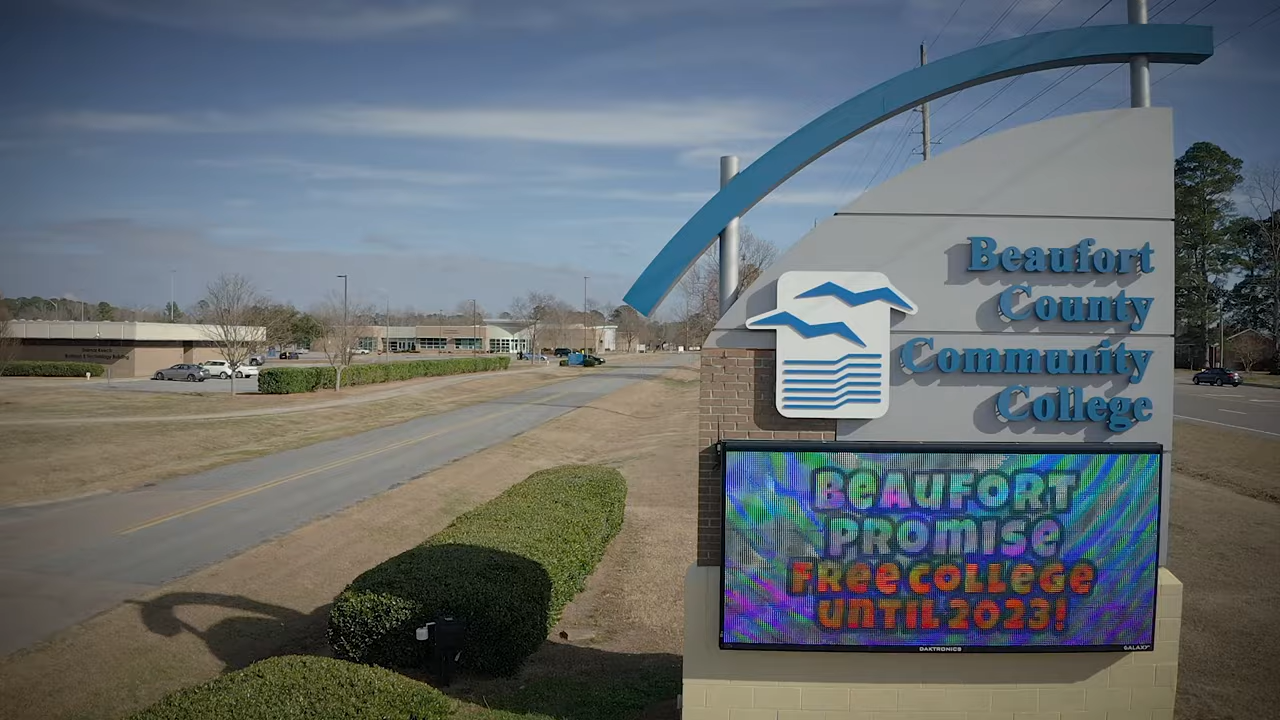 Beaufort
County
Community
College
BEAUFORT
PROMISE
FREE COLLEGE
UNTIL 2023!
DAKTRONICS
GALAXY